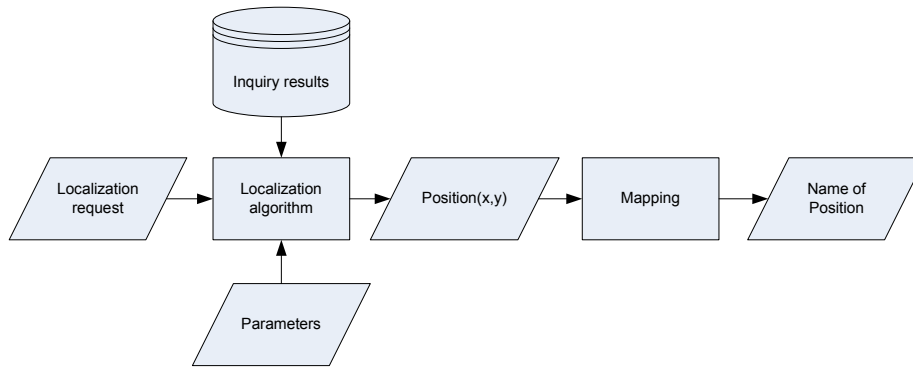 Inquiry results
Localization
request
Localization
algorithm
Position(x,y)
Mapping
Name of
Position
Parameters